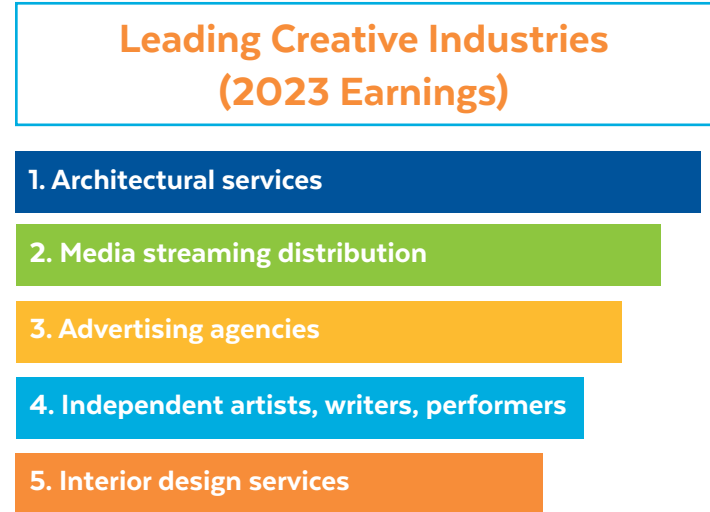 Leading Creative Industries
(2023 Earnings)
1. Architectural services
2. Media streaming distribution
3. Advertising agencies
4. Independent artists, writers, performers
5. Interior design services